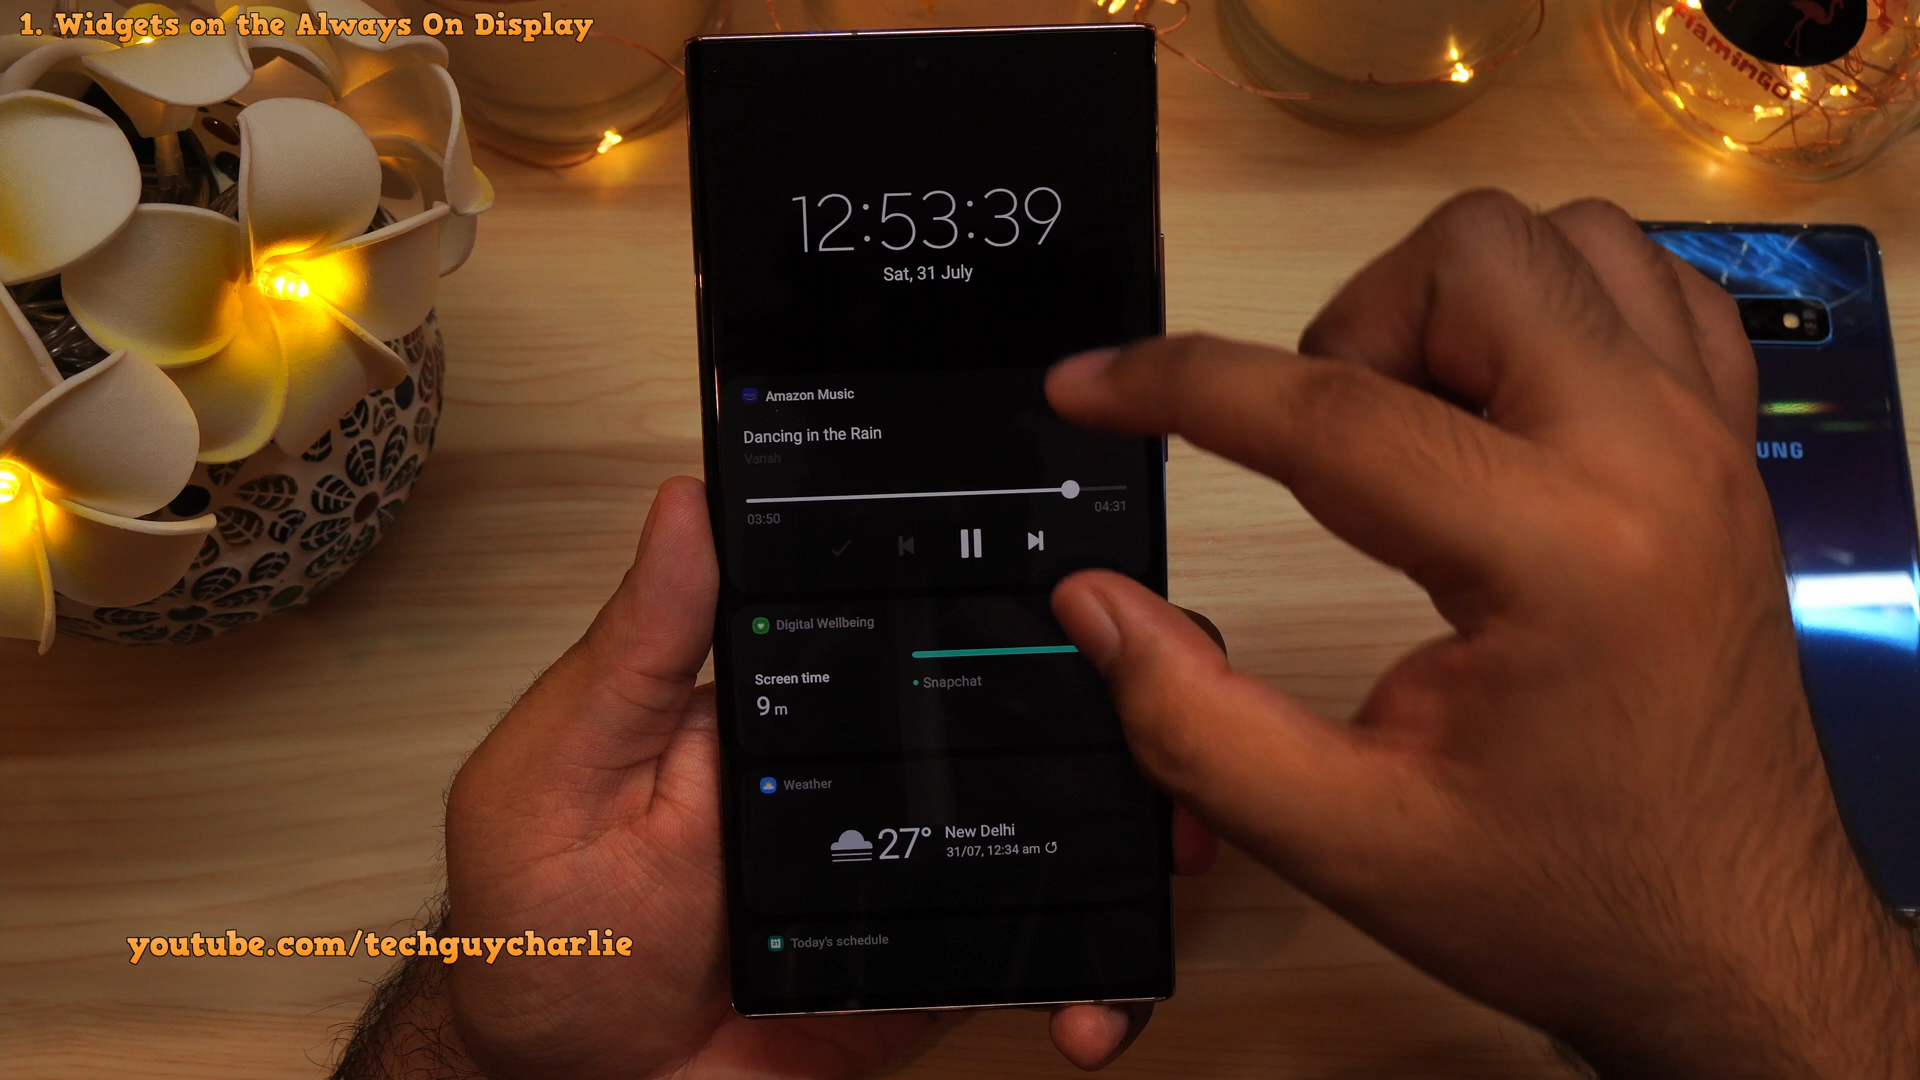 1. Widgets on the Always On Display
Flamingo
12:53:39
Sat, 31 July
Amazon Music
Dancing in the Rain
Vanah
03:50
04:31
UNG
Digital Wellbeing
Screen time
9 m
Snapchat
Weather
27°
New Delhi
31/07, 12:34 am
Today's schedule
youtube.com/techguycharlie